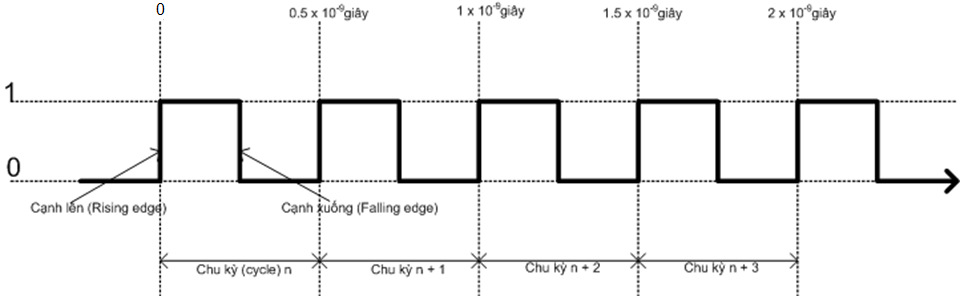 0
0.5 x 10⁻⁹giây
1 x 10⁻⁹giây
1.5 x 10⁻⁹giây
2 x 10⁻⁹giây
1
0
Cạnh lên (Rising edge)
Cạnh xuống (Falling edge)
Chu kỳ (cycle) n
Chu kỳ n + 1
Chu kỳ n + 2
Chu kỳ n + 3